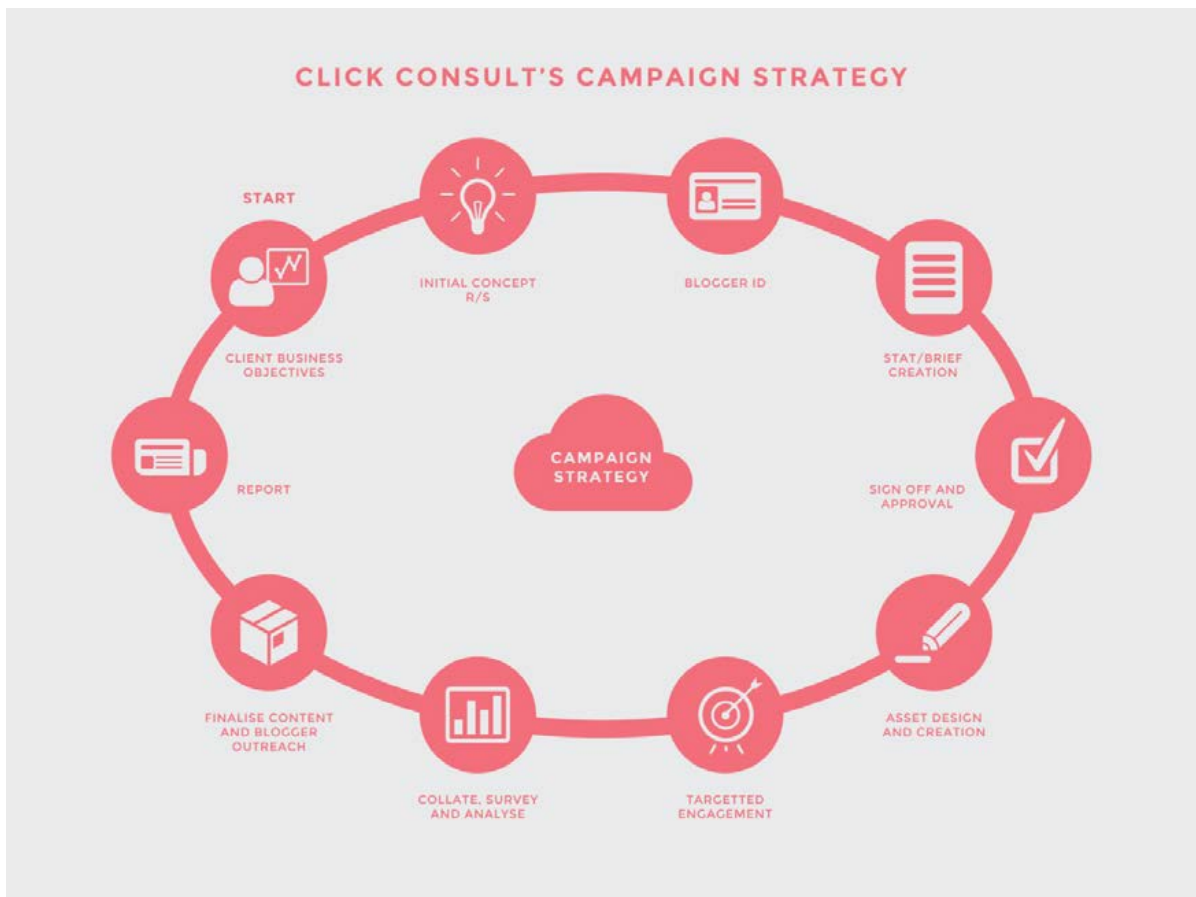 CLICK CONSULT'S CAMPAIGN STRATEGY
START
CLIENT BUSINESS
OBJECTIVES
INITIAL CONCEPT
R/S
BLOGGER ID
STAT/BRIEF
CREATION
SIGN OFF AND
APPROVAL
ASSET DESIGN
AND CREATION
TARGETTED
ENGAGEMENT
COLLATE, SURVEY
AND ANALYSE
FINALISE CONTENT
AND BLOGGER
OUTREACH
REPORT
CAMPAIGN
STRATEGY